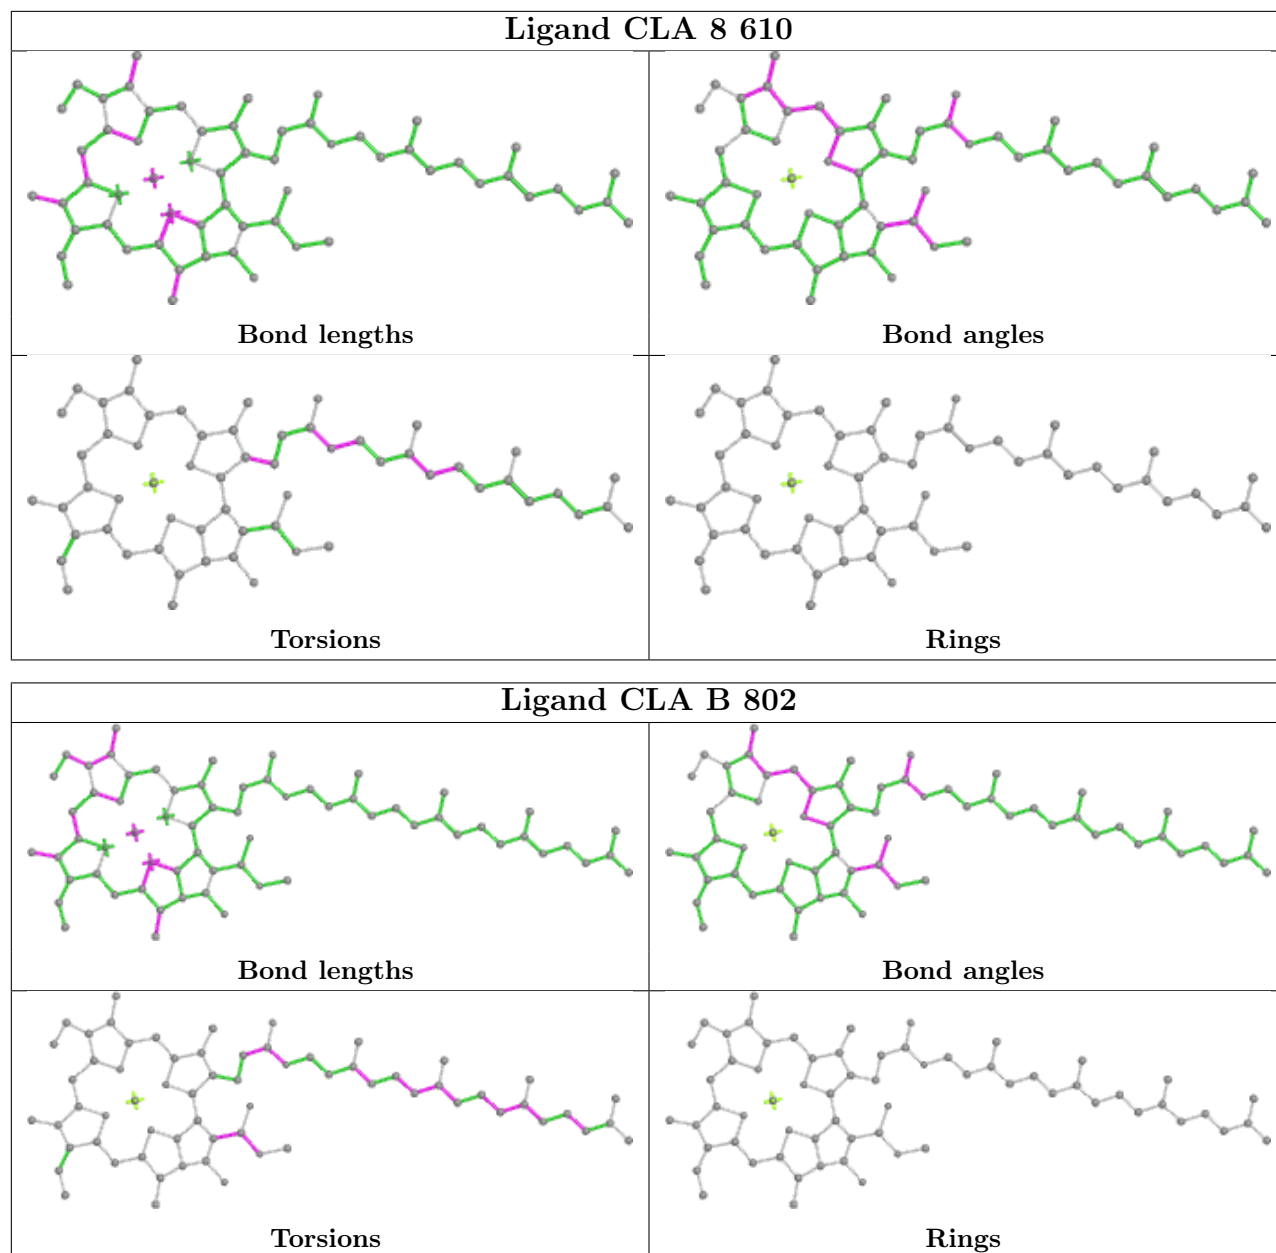 Ligand CLA 8 610
Bond lengths
Bond angles
Torsions
Rings
Ligand CLA B 802
Bond lengths
Bond angles
Torsions
Rings